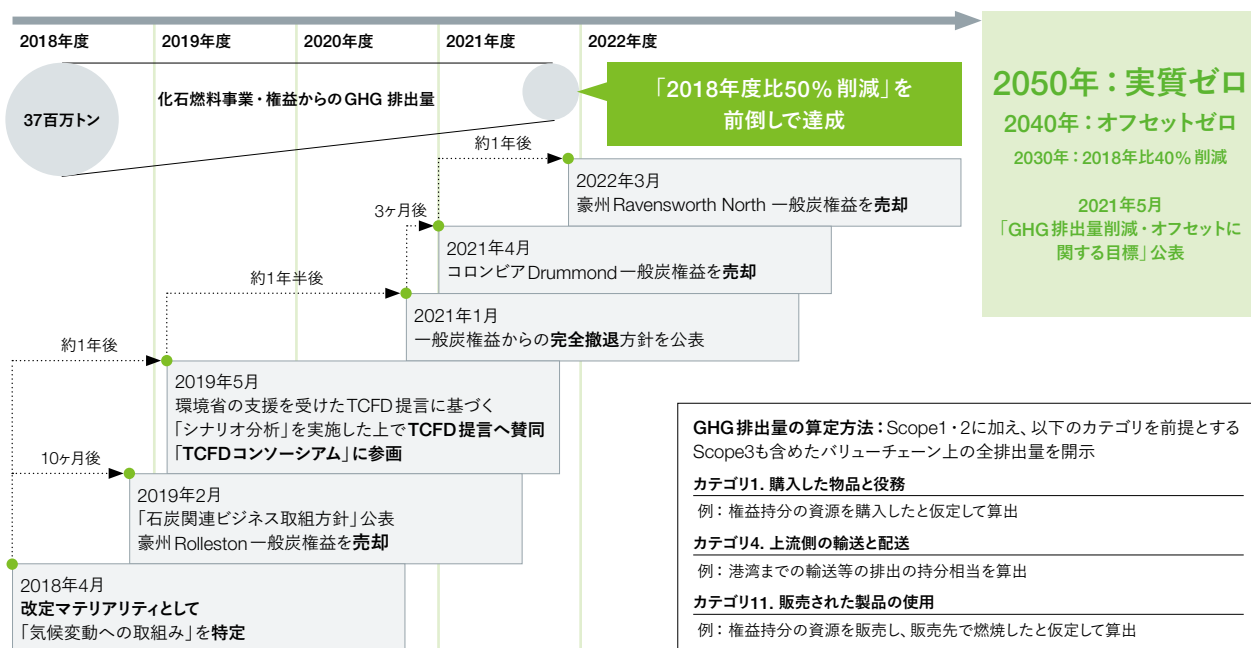 2018年度
2019年度
2020年度
2021年度
2022年度
37百万トン
化石燃料事業・権益からのGHG 排出量
「2018年度比50% 削減」を
前倒しで達成
2050年：実質ゼロ
2040年：オフセットゼロ
2030年：2018年比40% 削減
2021年5月
「GHG 排出量削減・オフセットに
関する目標」公表
約1年後
2022年3月
豪州 Ravensworth North 一般炭権益を売却
3ヶ月後
2021年4月
コロンビア Drummond 一般炭権益を売却
約1年半後
2021年1月
一般炭権益からの完全撤退方針を公表
約1年後
2019年5月
環境省の支援を受けたTCFD 提言に基づく
「シナリオ分析」を実施した上でTCFD 提言へ賛同
「TCFDコンソーシアム」に参画
10ヶ月後
2019年2月
「石炭関連ビジネス取組方針」公表
豪州 Rolleston 一般炭権益を売却
2018年4月
改定マテリアリティとして
「気候変動への取組み」を特定
GHG 排出量の算定方法：Scope1・2に加え、以下のカテゴリを前提とする
Scope3も含めたバリューチェーン上の全排出量を開示
カテゴリ1. 購入した物品と役務
例：権益持分の資源を購入したと仮定して算出
カテゴリ4. 上流側の輸送と配送
例：港湾までの輸送等の排出の持分相当を算出
カテゴリ11. 販売された製品の使用
例：権益持分の資源を販売し、販売先で燃焼したと仮定して算出